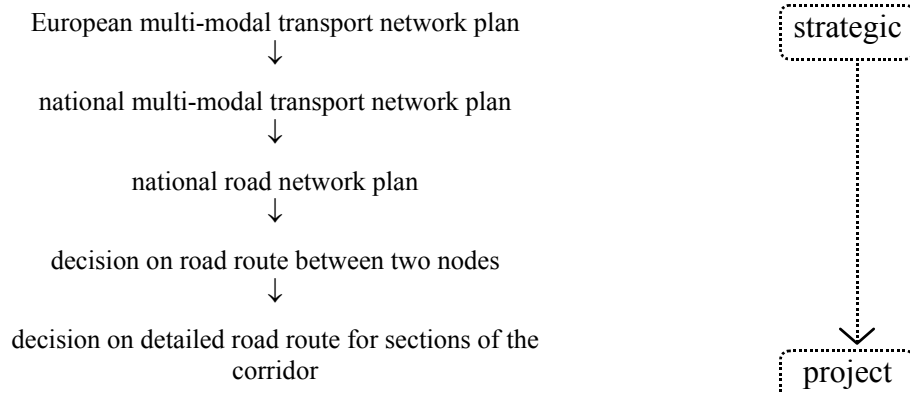 European multi-modal transport network plan
strategic
↓
national multi-modal transport network plan
↓
national road network plan
↓
decision on road route between two nodes
↓
decision on detailed road route for sections of the
corridor
project